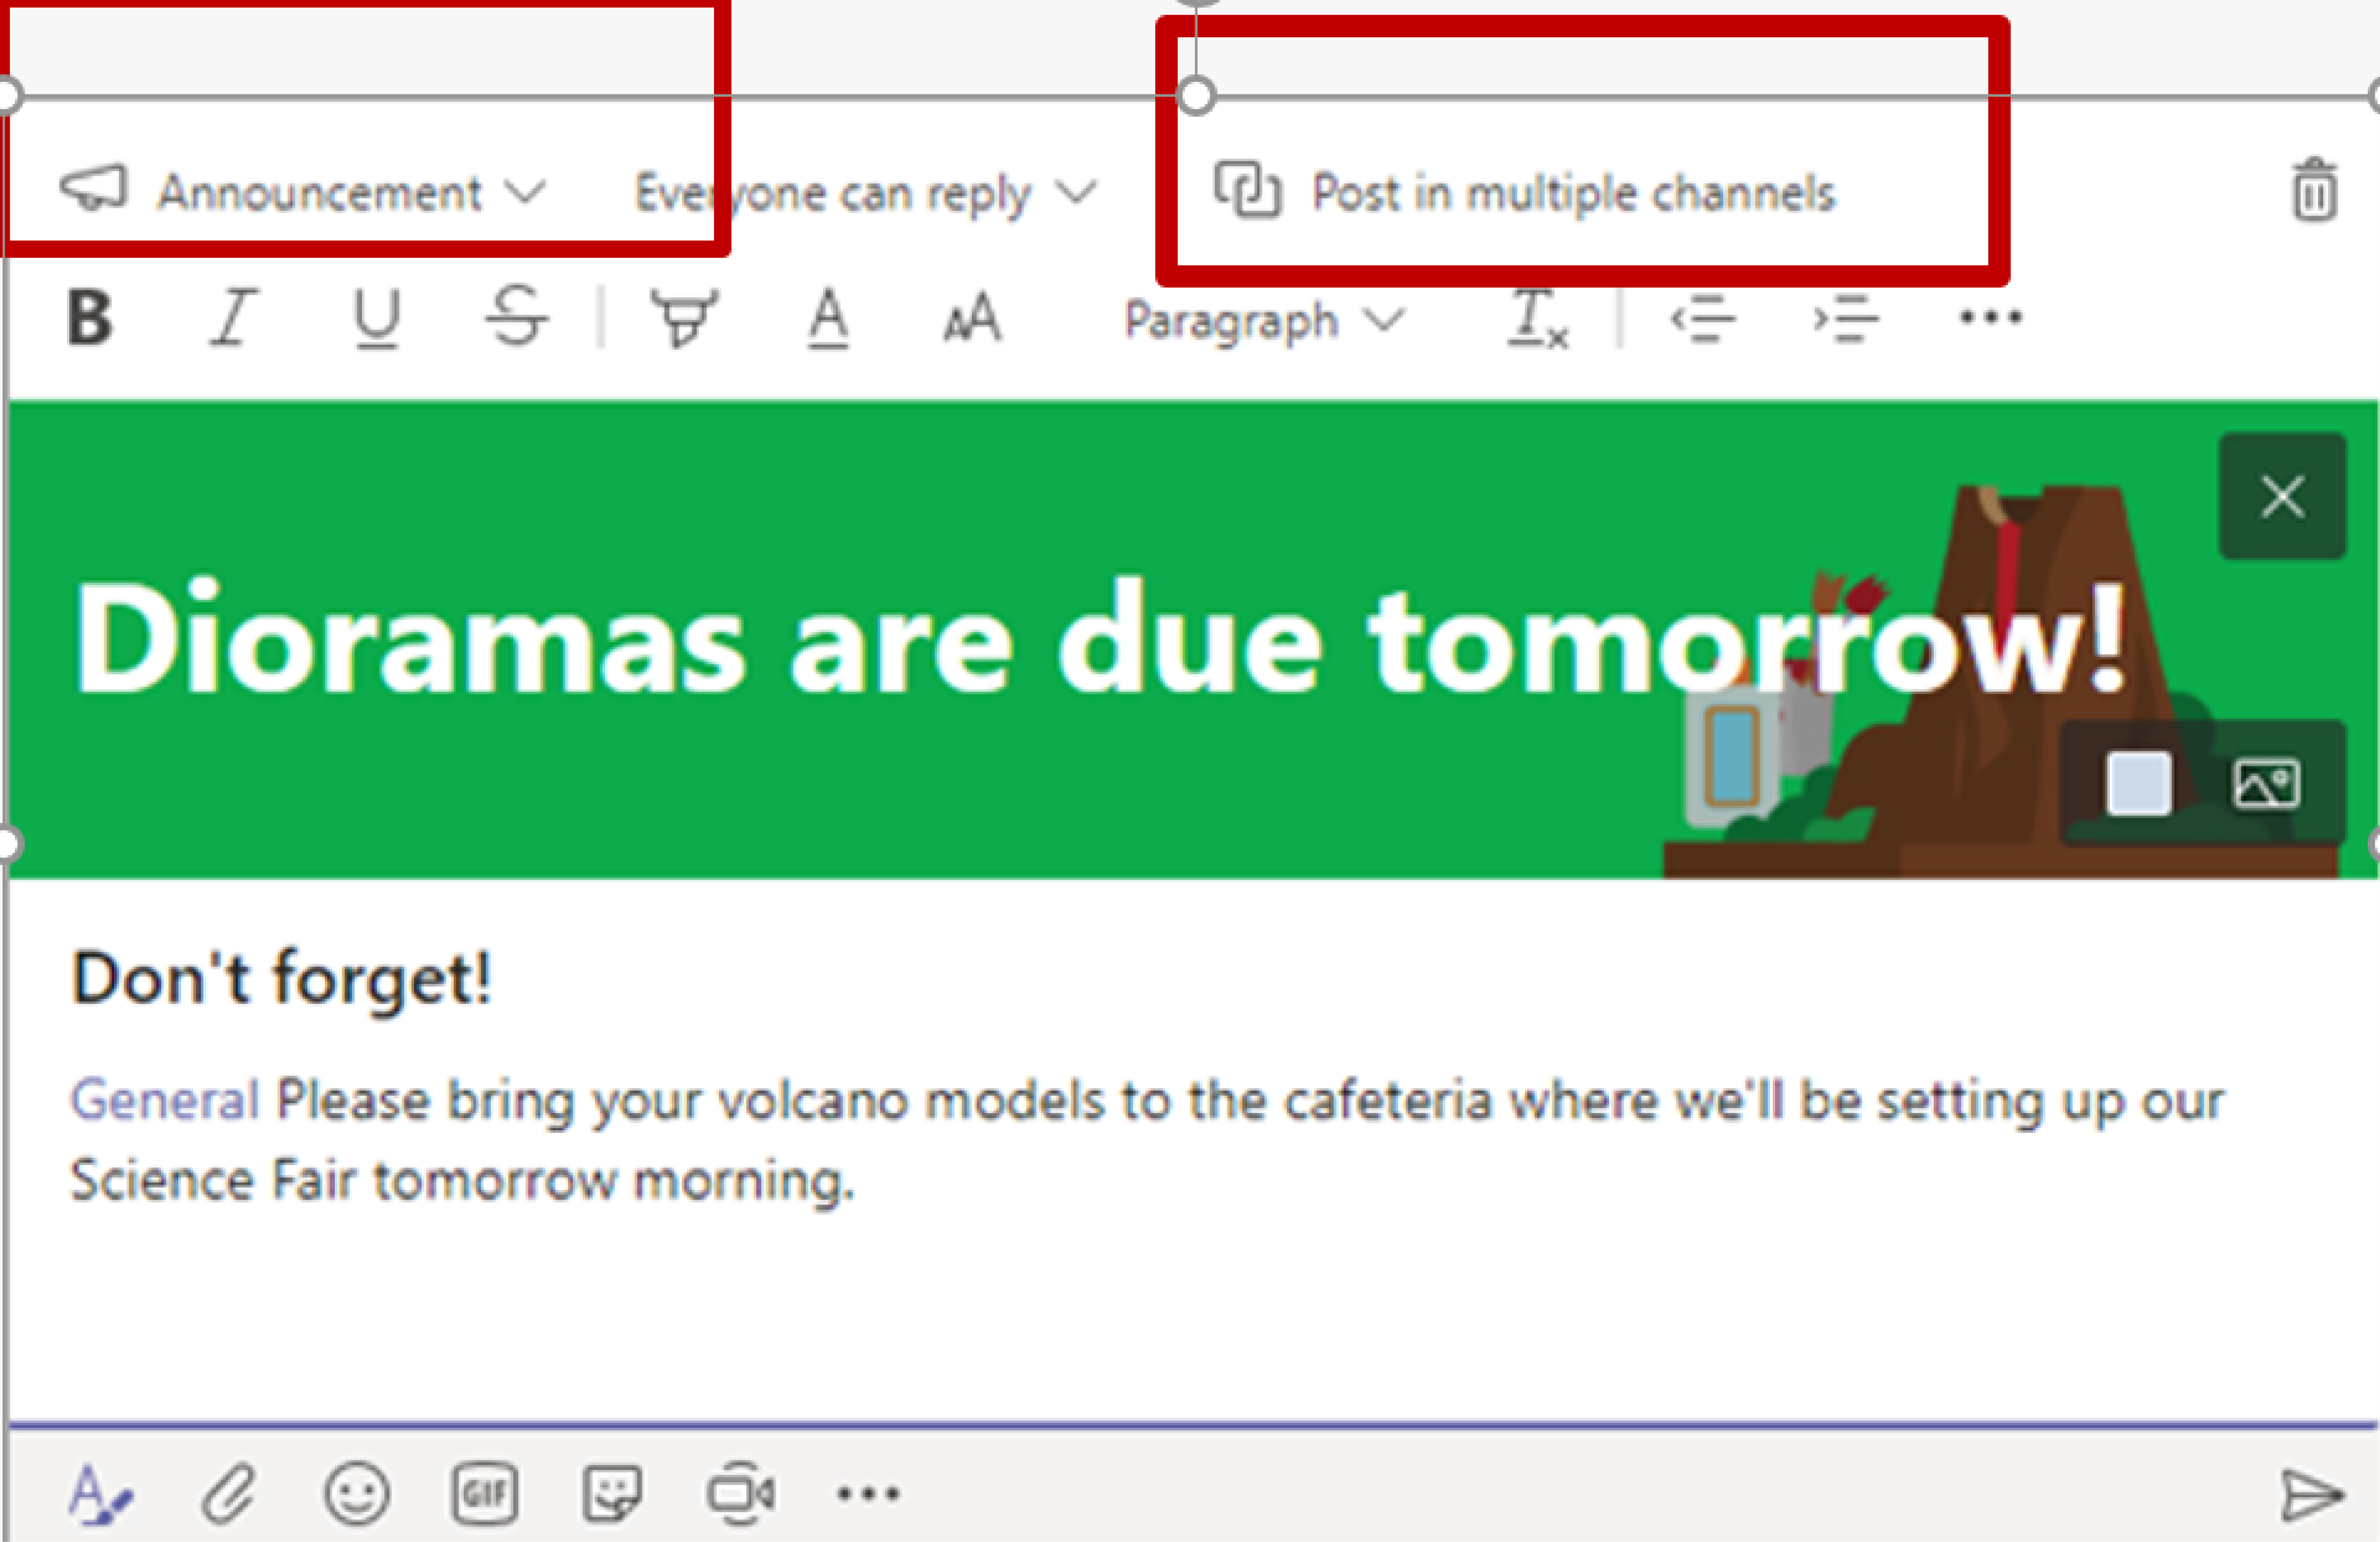 Announcement Everyone can reply Post in multiple channels
B I U S A AA Paragraph Tx
Dioramas are due tomorrow!
Don't forget!
General Please bring your volcano models to the cafeteria where we'll be setting up our
Science Fair tomorrow morning.
A GIF